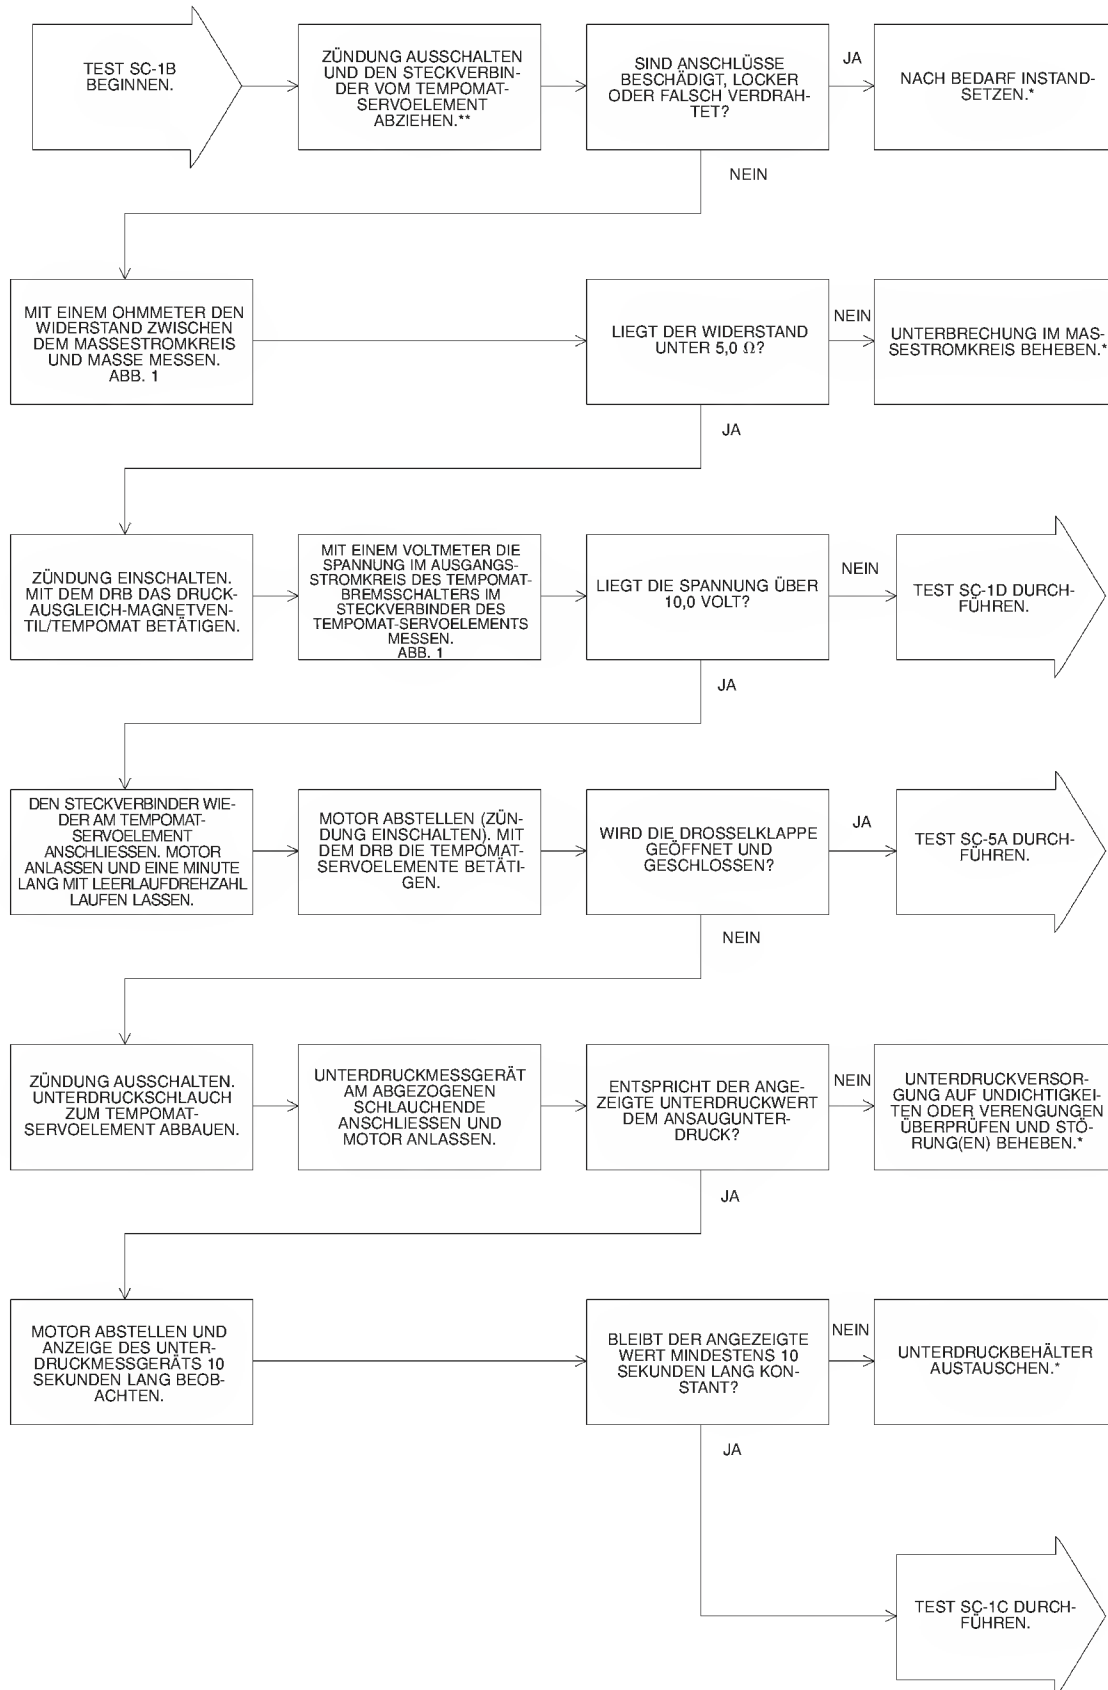 TEST SC-1B
BEGINNEN.
ZÜNDUNG AUSSCHALTEN
UND DEN STECKVERBIN-
DER VOM TEMPOMAT-
SERVOELEMENT
ABZIEHEN.**
SIND ANSCHLÜSSE
BESCHÄDIGT, LOCKER
ODER FALSCH VERDRAH-
TET?
JA
NACH BEDARF INSTAND-
SETZEN.*
NEIN
MIT EINEM OHMMETER DEN
WIDERSTAND ZWISCHEN
DEM MASSESTROMKREIS
UND MASSE MESSEN.
ABB. 1
LIEGT DER WIDERSTAND
UNTER 5,0 Ω?
NEIN
UNTERBRECHUNG IM MAS-
SESTROMKREIS BEHEBEN.*
JA
ZÜNDUNG EINSCHALTEN.
MIT DEM DRB DAS DRUCK-
AUSGLEICH-MAGNETVEN-
TIL/TEMPOMAT BETÄTIGEN.
MIT EINEM VOLTMETER DIE
SPANNUNG IM AUSGANGS-
STROMKREIS DES TEMPOMAT-
BREMSSCHALTERS IM
STECKVERBINDER DES
TEMPOMAT-SERVOELEMENTS
MESSEN.
ABB. 1
LIEGT DIE SPANNUNG ÜBER
10,0 VOLT?
NEIN
TEST SC-1D DURCH-
FÜHREN.
JA
DEN STECKVERBINDER WIE-
DER AM TEMPOMAT-
SERVOELEMENT
ANSCHLIESSEN. MOTOR
ANLASSEN UND EINE MINUTE
LANG MIT LEERLAUFDREHZAHL
LAUFEN LASSEN.
MOTOR ABSTELLEN (ZÜN-
DUNG EINSCHALTEN). MIT
DEM DRB DIE TEMPOMAT-
SERVOELEMENTE BETÄTI-
GEN.
WIRD DIE DROSSELKLAPPE
GEÖFFNET UND
GESCHLOSSEN?
JA
TEST SC-5A DURCH-
FÜHREN.
NEIN
ZÜNDUNG AUSSCHALTEN.
UNTERDRUCKSCHLAUCH
ZUM TEMPOMAT-
SERVOELEMENT ABBAUEN.
UNTERDRUCKMESSGERÄT
AM ABGEZOGENEN
SCHLAUCHENDE
ANSCHLIESSEN UND
MOTOR ANLASSEN.
ENTSPRICHT DER ANGE-
ZEIGTE UNTERDRUCKWERT
DEM ANSAUGUNTER-
DRUCK?
NEIN
UNTERDRUCKVERSOR-
GUNG AUF UNDICHTIGKEI-
TEN ODER VERENGUNGEN
ÜBERPRÜFEN UND STÖ-
RUNG(EN) BEHEBEN.*
JA
MOTOR ABSTELLEN UND
ANZEIGE DES UNTER-
DRUCKMESSGERÄTS 10
SEKUNDEN LANG BEOB-
ACHTEN.
BLEIBT DER ANGEZEIGTE
WERT MINDESTENS 10
SEKUNDEN LANG KON-
STANT?
NEIN
UNTERDRUCKBEHÄLTER
AUSTAUSCHEN.*
JA
TEST SC-1C DURCH-
FÜHREN.